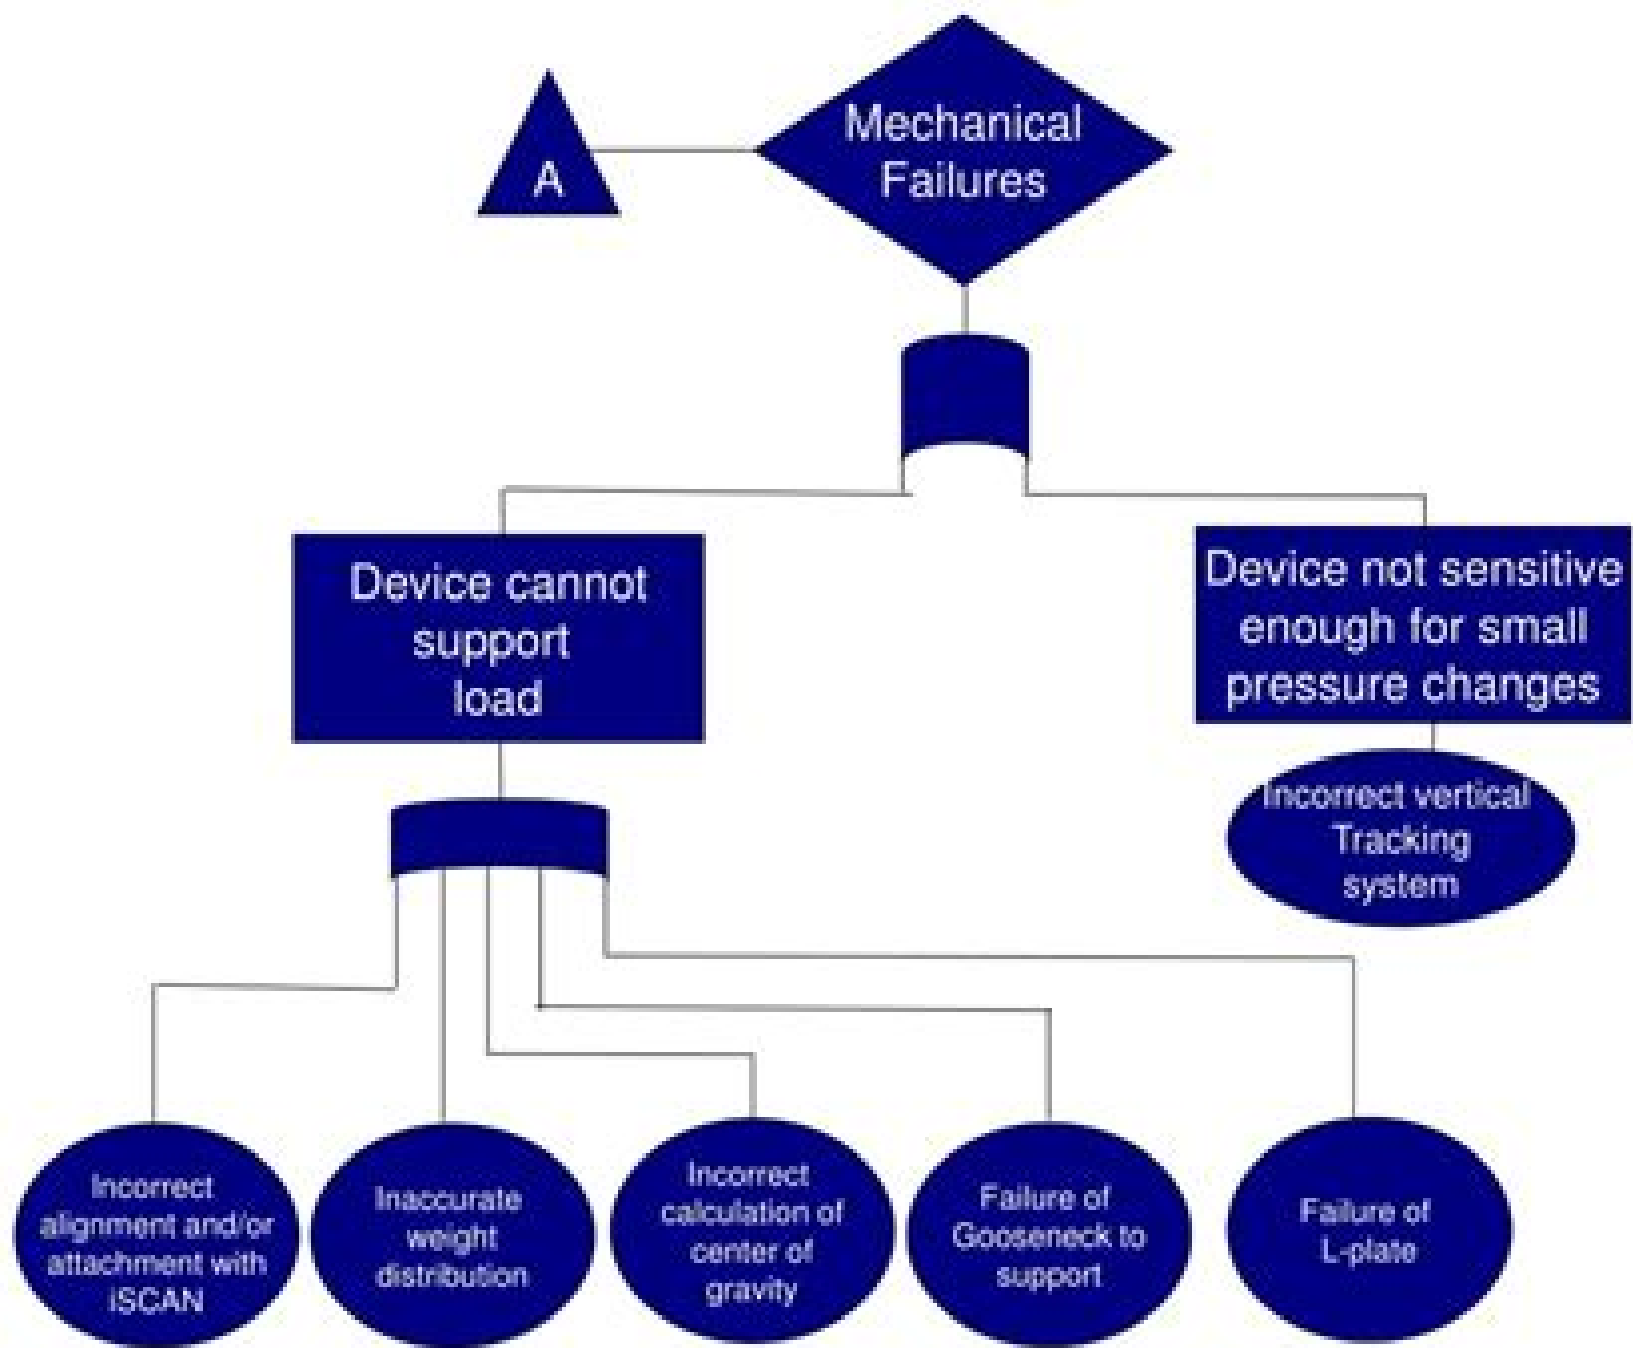 A
Mechanical
Failures
Device cannot
support
load
Device not sensitive
enough for small
pressure changes
Incorrect vertical
Tracking
system
Incorrect
alignment and/or
attachment with
iSCAN
Inaccurate
weight
distribution
Incorrect
calculation of
center of
gravity
Failure of
Gooseneck to
support
Failure of
L-plate